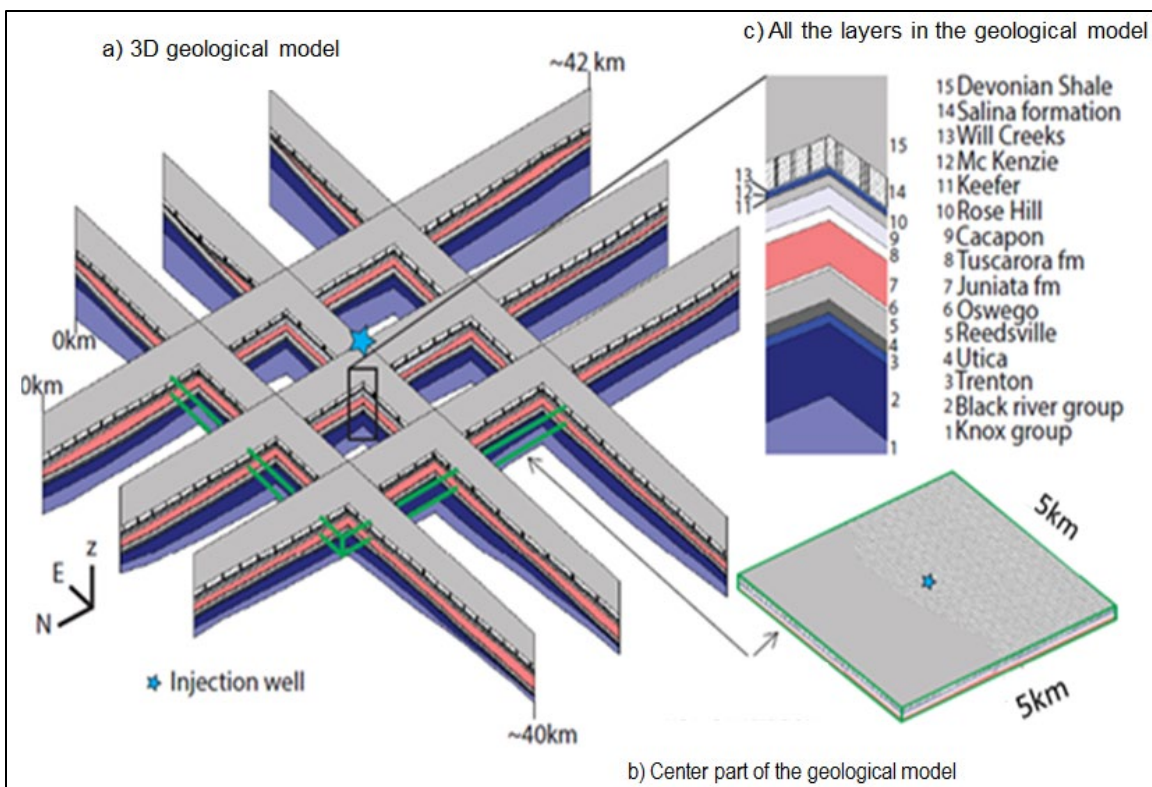 a) 3D geological model
c) All the layers in the geological model
~42 km
15 Devonian Shale
14 Salina formation
13 Will Creeks
12 Mc Kenzie
11 Keefer
10 Rose Hill
9 Cacapon
8 Tuscarora fm
7 Juniata fm
6 Oswego
5 Reedsville
4 Utica
3 Trenton
2 Black river group
1 Knox group
15
13
12
11
14
10
9
8
7
6
5
4
3
2
1
0km
0km
z
E
N
Injection well
~40km
5km
5km
b) Center part of the geological model